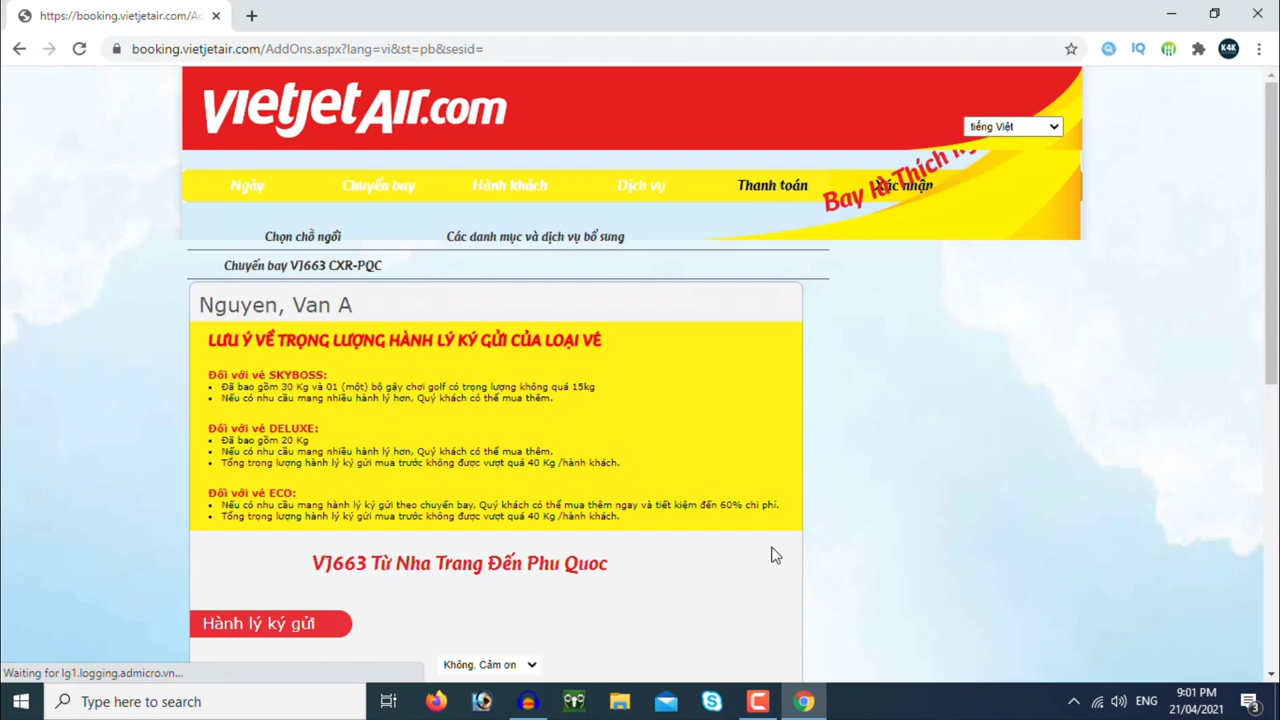 https://booking.vietjetair.com/Ad
booking.vietjetair.com/AddOns.aspx?lang=vi&st=pb&sesid=
IQ
K4K
vietjetAir.com
tiếng Việt
Bay là Thích
Ngày
Chuyến bay
Hành khách
Dịch vụ
Thanh toán
Xác nhận
Chọn chỗ ngồi
Các danh mục và dịch vụ bổ sung
Chuyến bay VJ663 CXR-PQC
Nguyen, Van A
LƯU Ý VỀ TRỌNG LƯỢNG HÀNH LÝ KÝ GỬI CỦA LOẠI VÉ
Đối với vé SKYBOSS:
• Đã bao gồm 30 Kg và 01 (một) bộ gậy chơi golf có trọng lượng không quá 15kg
• Nếu có nhu cầu mang nhiều hành lý hơn, Quý khách có thể mua thêm.
Đối với vé DELUXE:
• Đã bao gồm 20 Kg
• Nếu có nhu cầu mang nhiều hành lý hơn, Quý khách có thể mua thêm.
• Tổng trọng lượng hành lý ký gửi mua trước không được vượt quá 40 Kg /hành khách.
Đối với vé ECO:
• Nếu có nhu cầu mang hành lý ký gửi theo chuyến bay, Quý khách có thể mua thêm ngay và tiết kiệm đến 60% chi phí.
• Tổng trọng lượng hành lý ký gửi mua trước không được vượt quá 40 Kg /hành khách.
VJ663 Từ Nha Trang Đến Phu Quoc
Hành lý ký gửi
Không, Cảm ơn
Waiting for lg1.logging.admicro.vn...
Type here to search
ENG
9:01 PM
21/04/2021
3